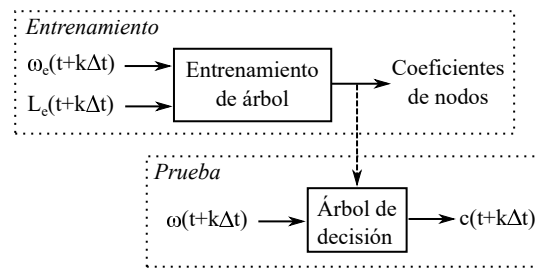 Entrenamiento
ωₑ(t+kΔt)
Lₑ(t+kΔt)
Entrenamiento
de árbol
Coeficientes
de nodos
Prueba
ω(t+kΔt)
Árbol de
decisión
c(t+kΔt)